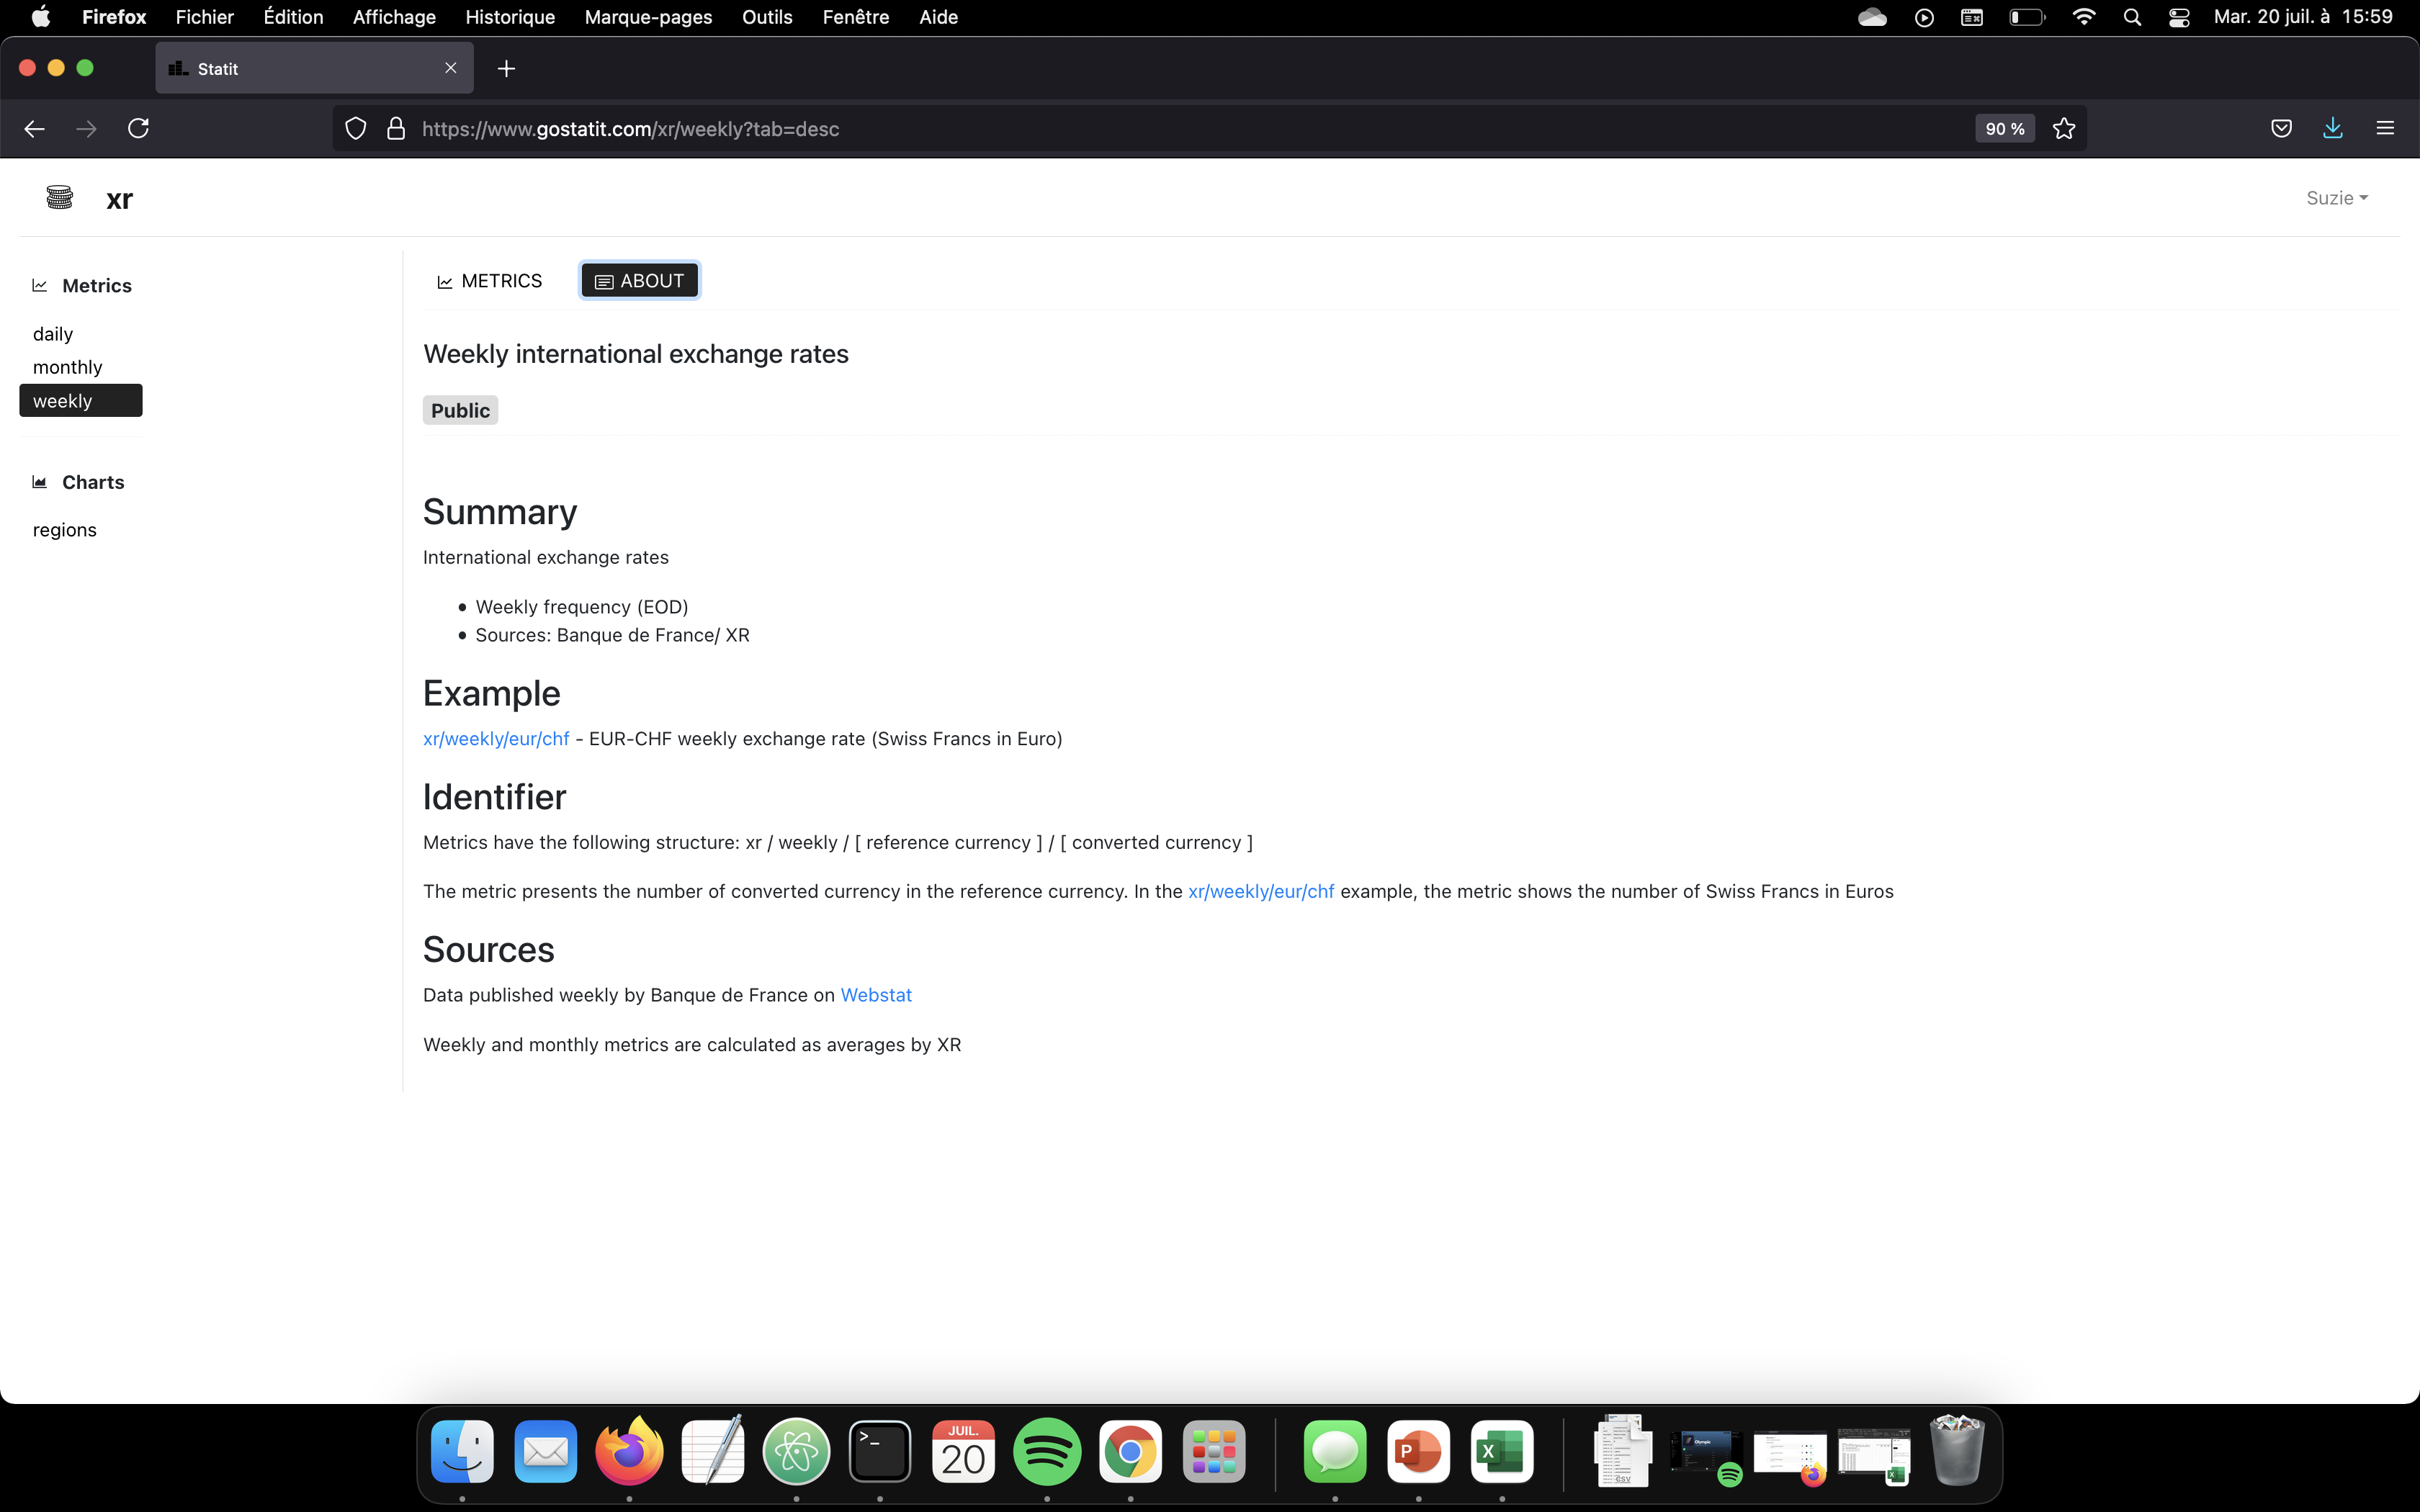 Firefox Fichier Édition Affichage Historique Marque-pages Outils Fenêtre Aide Mar. 20 juil. à 15:59
Statit
https://www.gostatit.com/xr/weekly?tab=desc 90 %
xr Suzie
Metrics
daily
monthly
weekly
Charts
regions
METRICS ABOUT
Weekly international exchange rates
Public
Summary
International exchange rates
• Weekly frequency (EOD)
• Sources: Banque de France/ XR
Example
xr/weekly/eur/chf - EUR-CHF weekly exchange rate (Swiss Francs in Euro)
Identifier
Metrics have the following structure: xr / weekly / [ reference currency ] / [ converted currency ]
The metric presents the number of converted currency in the reference currency. In the xr/weekly/eur/chf example, the metric shows the number of Swiss Francs in Euros
Sources
Data published weekly by Banque de France on Webstat
Weekly and monthly metrics are calculated as averages by XR
>_
JUIL.
20
P
X
csv
Olympic